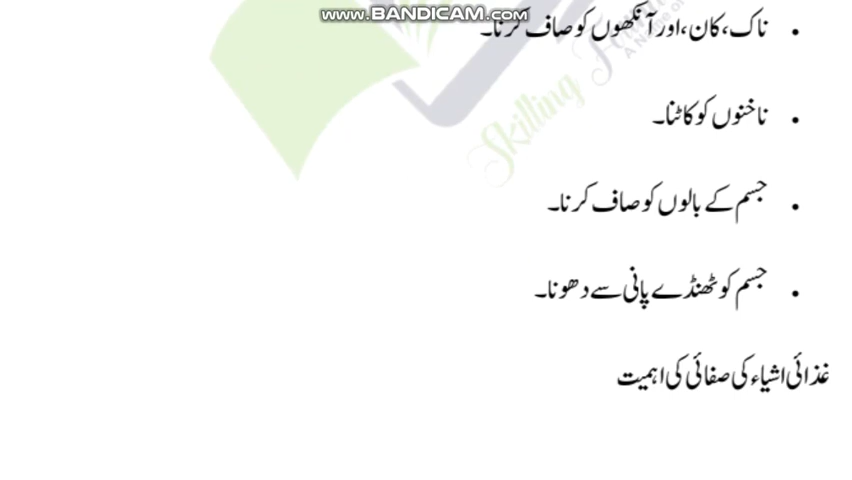 www.BANDICAM.com
• ناک، کان، اور آنکھوں کو صاف کرنا۔
• ناخنوں کو کاٹنا۔
Skilling
• جسم کے بالوں کو صاف کرنا۔
• جسم کو ٹھنڈے پانی سے دھونا۔
غذائی اشیاء کی صفائی کی اہمیت